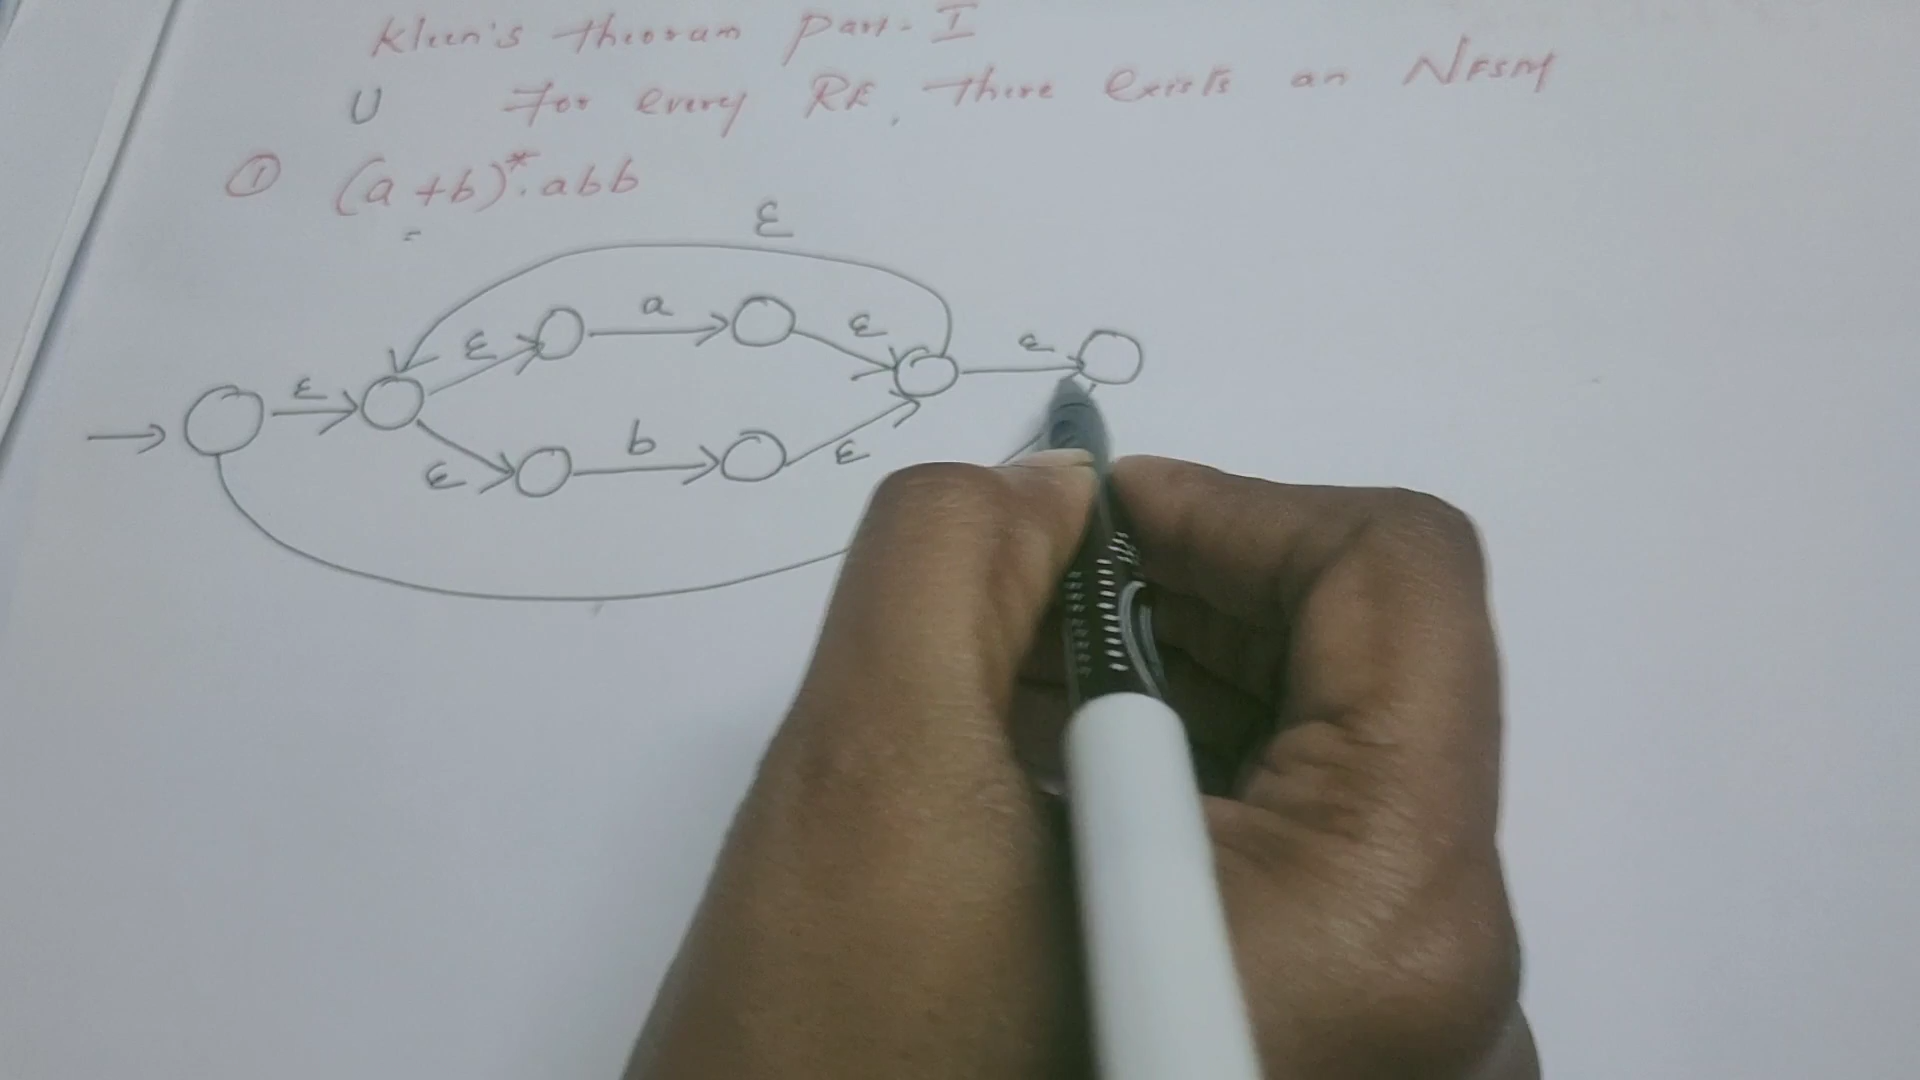 Kleen's theoram Part-I
U For every RE, there exists an NFSM
① (a+b)*.abb
ε
a
ε ε ε
ε
b
ε ε